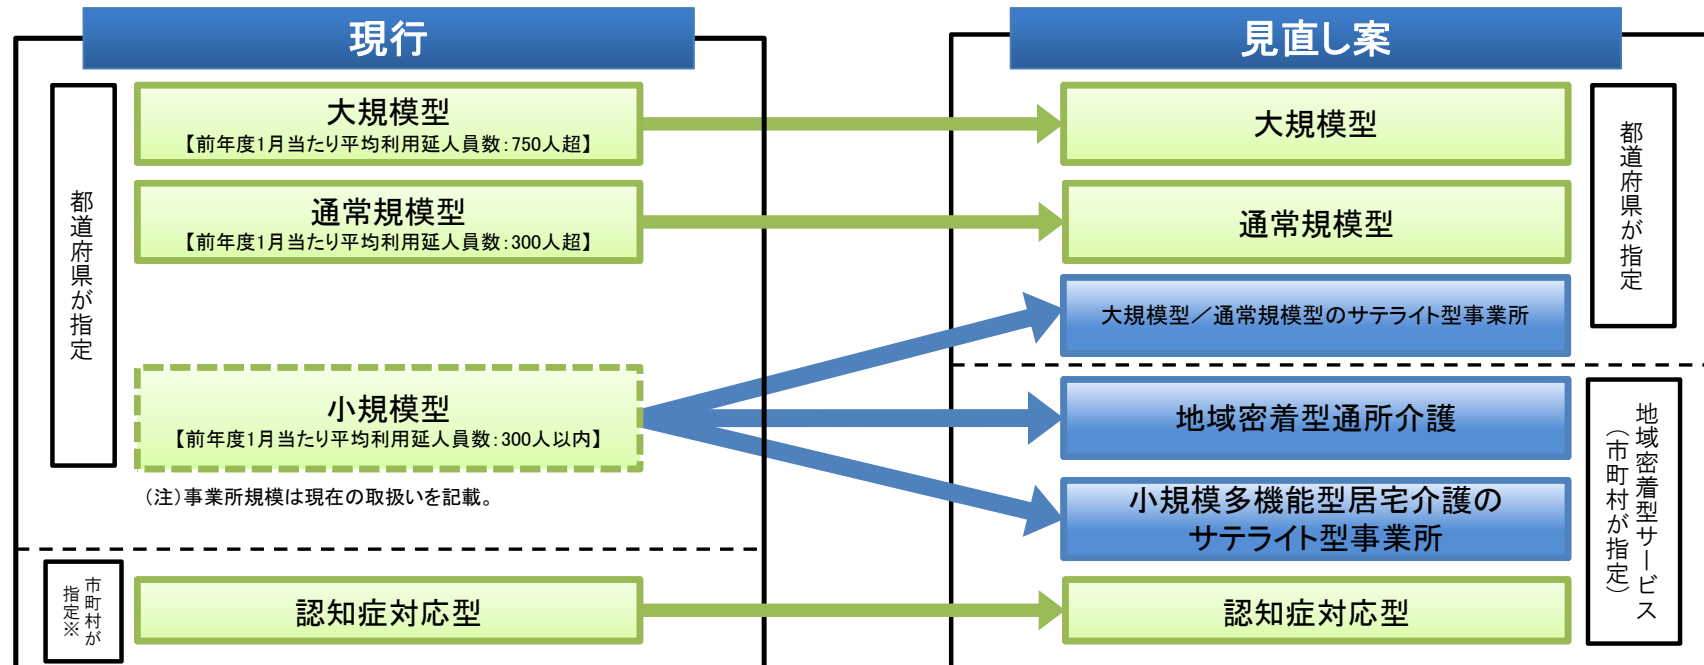 現行
都道府県が指定
大規模型
【前年度1月当たり平均利用延人員数:750人超】
通常規模型
【前年度1月当たり平均利用延人員数:300人超】
小規模型
【前年度1月当たり平均利用延人員数:300人以内】
(注)事業所規模は現在の取扱いを記載。
市町村が
指定※
認知症対応型
見直し案
大規模型
通常規模型
大規模型／通常規模型のサテライト型事業所
都道府県が指定
地域密着型通所介護
小規模多機能型居宅介護の
サテライト型事業所
認知症対応型
地域密着型サービス
(市町村が指定)